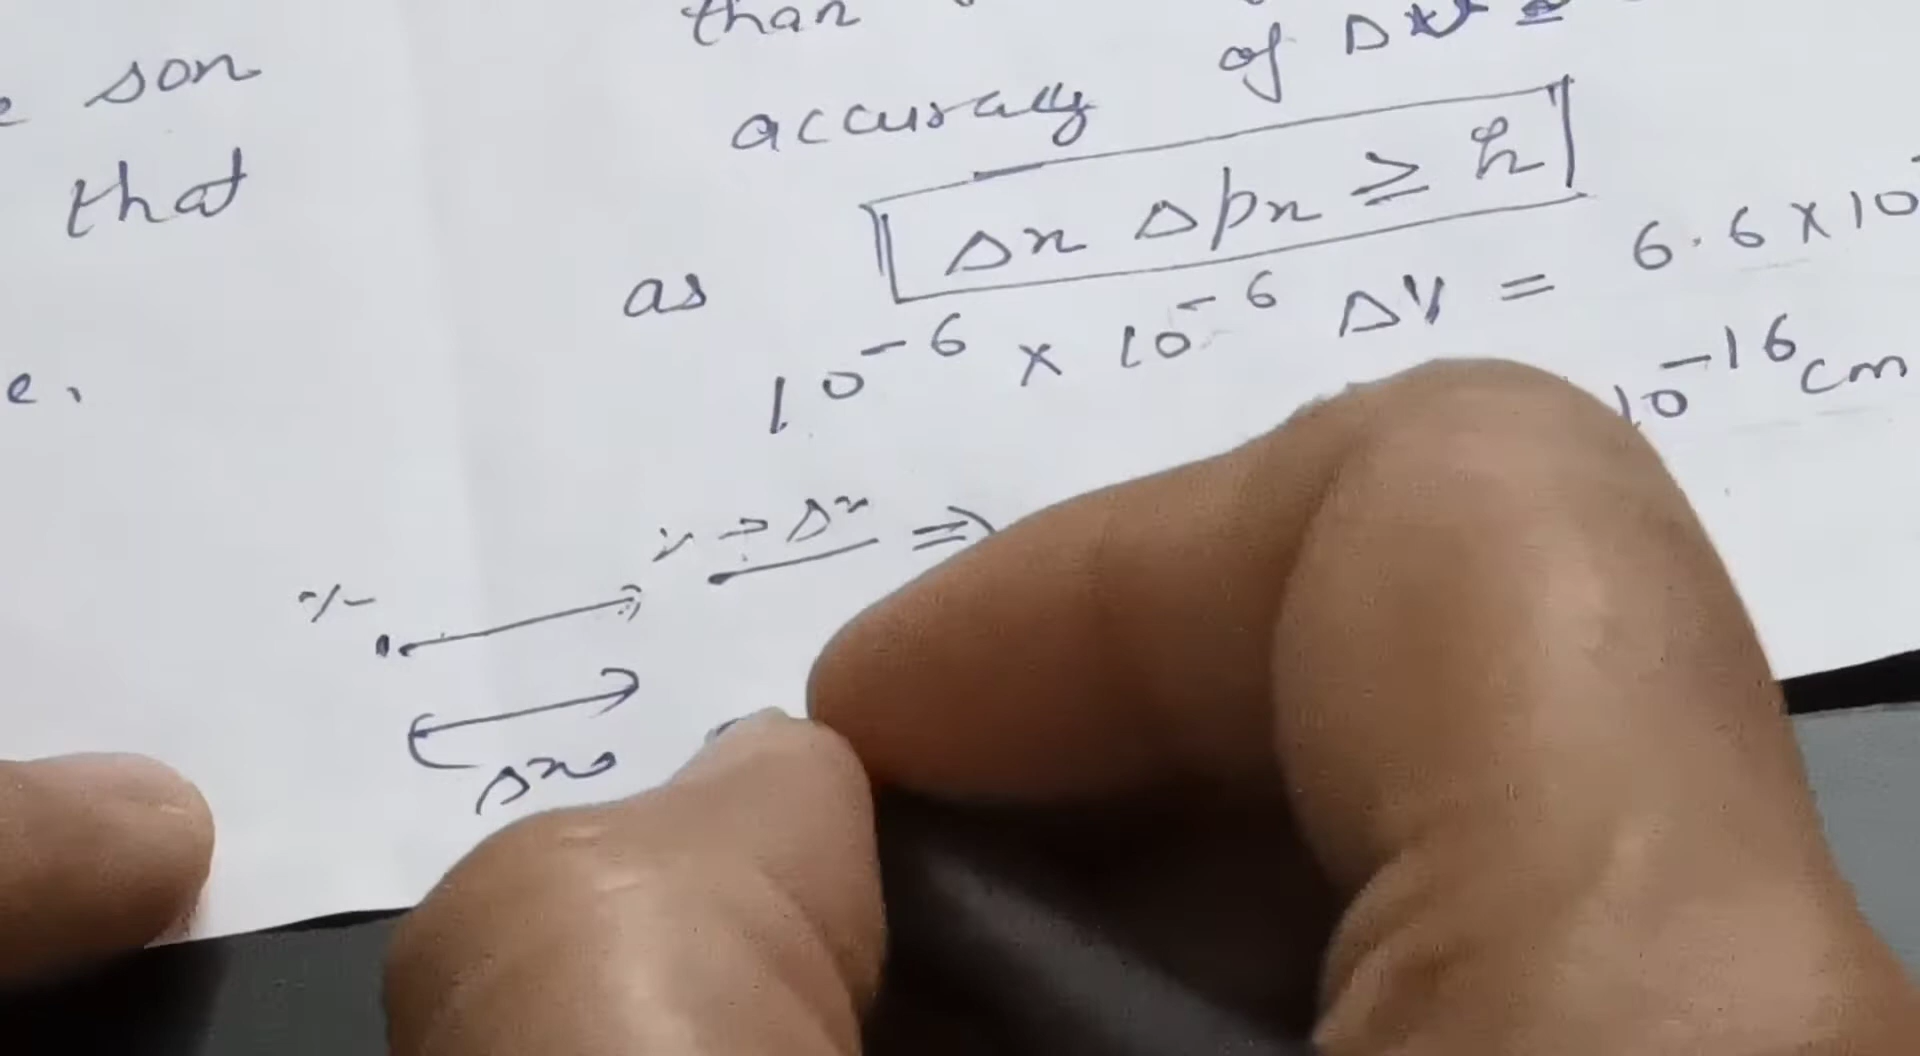 than
e son
accuracy of Δx
that
Δx Δpx ≥ ħ
as
10⁻⁶ × 10⁻⁶ Δv = 6.6 × 10
e.
10⁻¹⁶ cm
→ Δx ⇒
Δx